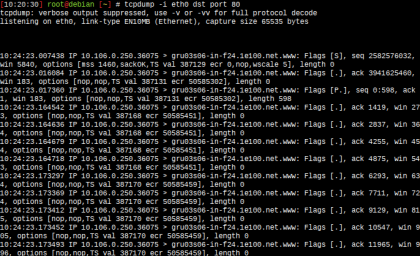 [10:20:30] root@debian [~] # tcpdump -i eth0 dst port 80
tcpdump: verbose output suppressed, use -v or -vv for full protocol decode
listening on eth0, link-type EN10MB (Ethernet), capture size 65535 bytes
10:24:23.007438 IP 10.106.0.250.36075 > gru03s06-in-f24.1e100.net.www: Flags [S], seq 2582576032,
win 5840, options [mss 1460,sackOK,TS val 387129 ecr 0,nop,wscale 5], length 0
10:24:23.016084 IP 10.106.0.250.36075 > gru03s06-in-f24.1e100.net.www: Flags [.], ack 3941625460,
win 183, options [nop,nop,TS val 387131 ecr 50585302], length 0
10:24:23.017360 IP 10.106.0.250.36075 > gru03s06-in-f24.1e100.net.www: Flags [P.], seq 0:598, ack
1, win 183, options [nop,nop,TS val 387131 ecr 50585302], length 598
10:24:23.164542 IP 10.106.0.250.36075 > gru03s06-in-f24.1e100.net.www: Flags [.], ack 1419, win 27
3, options [nop,nop,TS val 387168 ecr 50585451], length 0
10:24:23.164636 IP 10.106.0.250.36075 > gru03s06-in-f24.1e100.net.www: Flags [.], ack 2837, win 36
4, options [nop,nop,TS val 387168 ecr 50585451], length 0
10:24:23.164679 IP 10.106.0.250.36075 > gru03s06-in-f24.1e100.net.www: Flags [.], ack 4255, win 45
4, options [nop,nop,TS val 387168 ecr 50585451], length 0
10:24:23.164718 IP 10.106.0.250.36075 > gru03s06-in-f24.1e100.net.www: Flags [.], ack 4875, win 54
3, options [nop,nop,TS val 387168 ecr 50585451], length 0
10:24:23.173297 IP 10.106.0.250.36075 > gru03s06-in-f24.1e100.net.www: Flags [.], ack 6293, win 63
4, options [nop,nop,TS val 387170 ecr 50585459], length 0
10:24:23.173369 IP 10.106.0.250.36075 > gru03s06-in-f24.1e100.net.www: Flags [.], ack 7711, win 72
4, options [nop,nop,TS val 387170 ecr 50585459], length 0
10:24:23.173412 IP 10.106.0.250.36075 > gru03s06-in-f24.1e100.net.www: Flags [.], ack 9129, win 81
5, options [nop,nop,TS val 387170 ecr 50585459], length 0
10:24:23.173452 IP 10.106.0.250.36075 > gru03s06-in-f24.1e100.net.www: Flags [.], ack 10547, win 9
05, options [nop,nop,TS val 387170 ecr 50585459], length 0
10:24:23.173493 IP 10.106.0.250.36075 > gru03s06-in-f24.1e100.net.www: Flags [.], ack 11965, win 9
96, options [nop,nop,TS val 387170 ecr 50585459], length 0